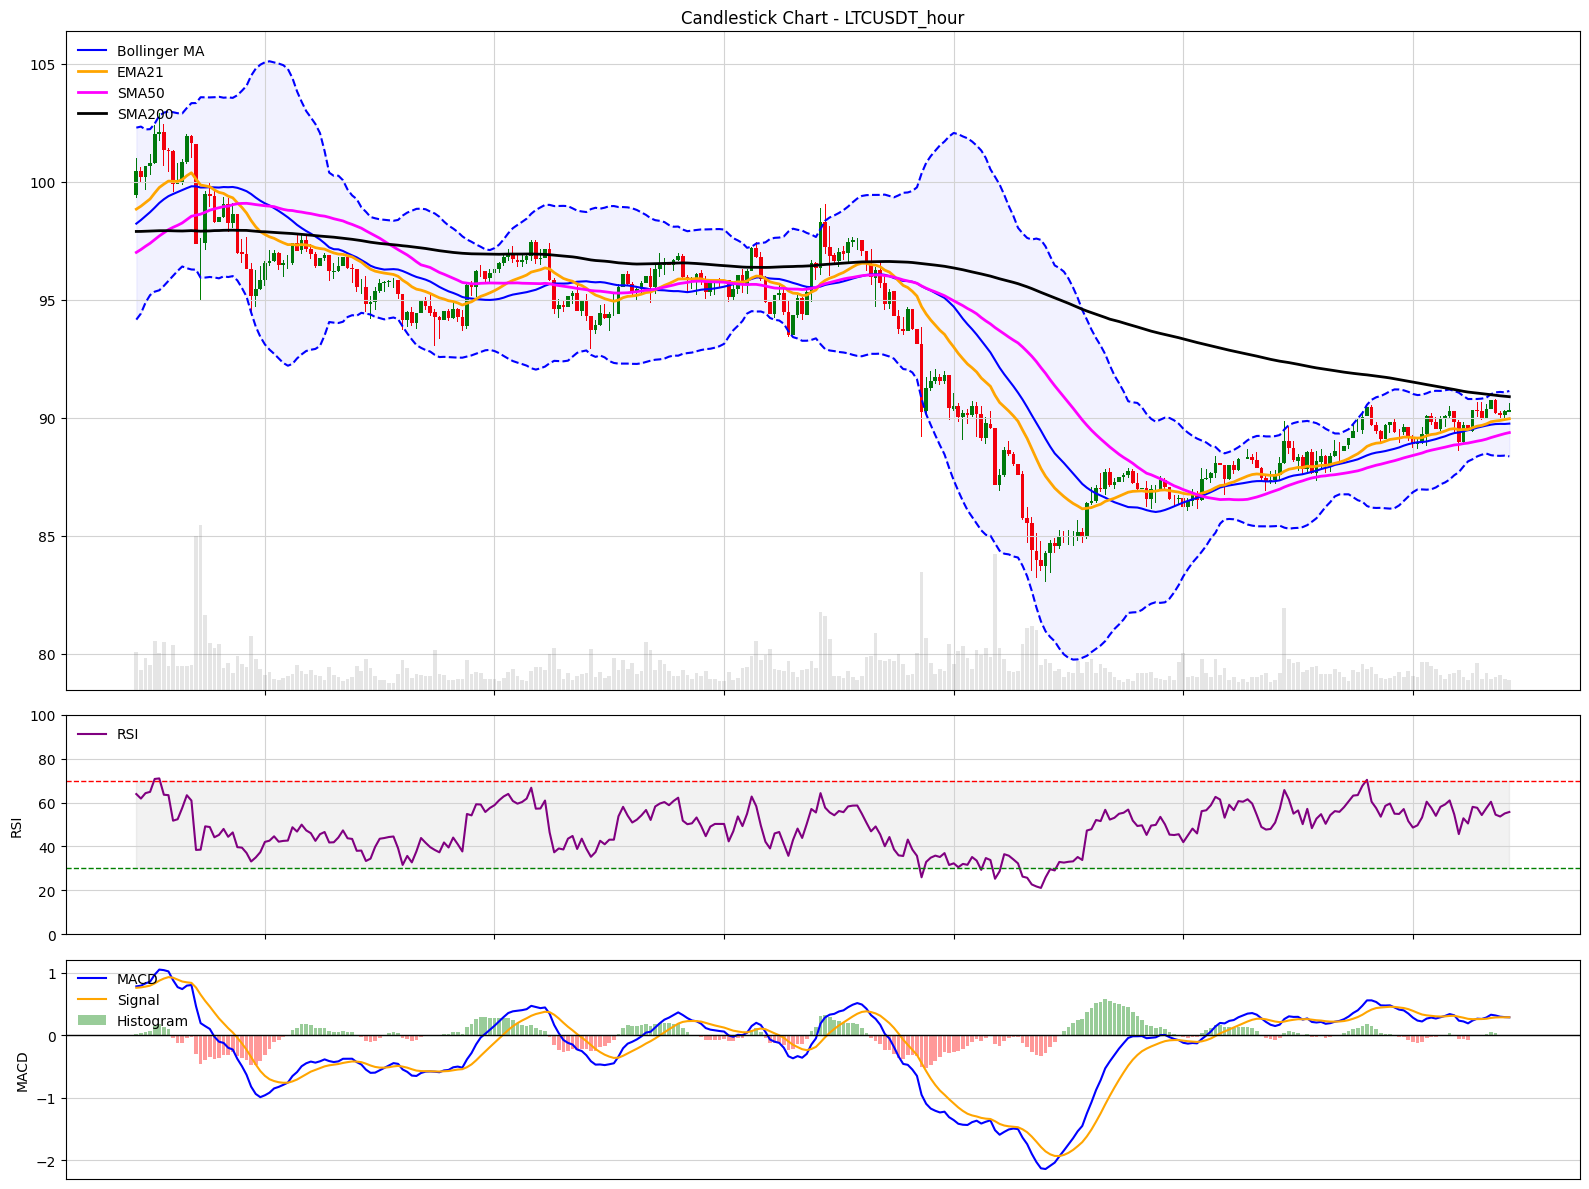 Candlestick Chart - LTCUSDT_hour
Bollinger MA
EMA21
SMA50
SMA200
105
100
95
90
85
80
RSI
100
80
60
40
20
0
RSI
MACD
Signal
Histogram
1
0
−1
−2
MACD